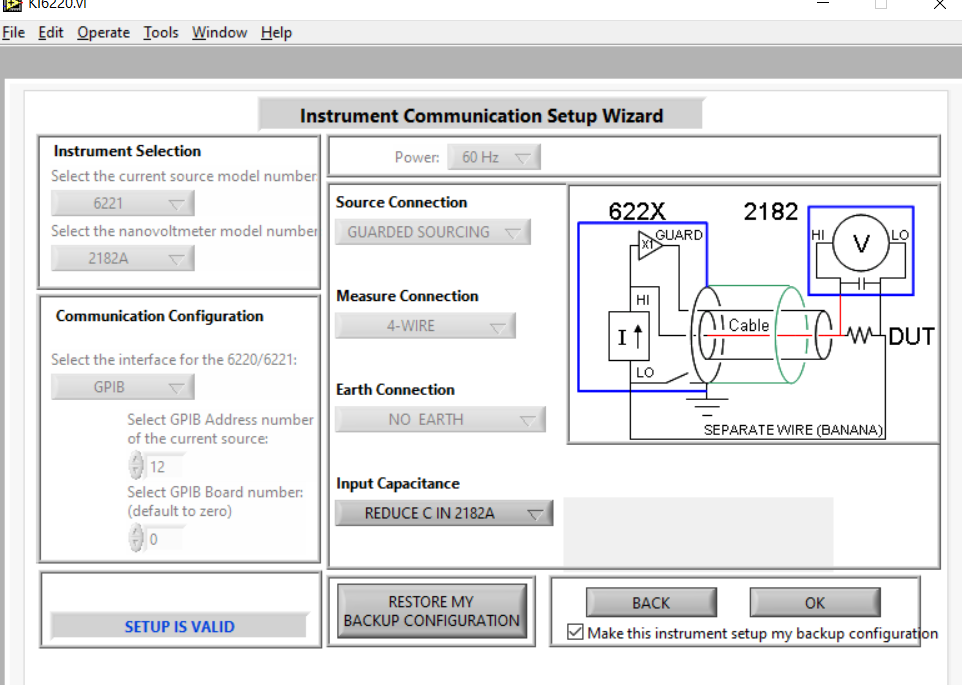 KI6220.vi
File Edit Operate Tools Window Help
Instrument Communication Setup Wizard
Instrument Selection
Select the current source model number
6221
Select the nanovoltmeter model number
2182A
Communication Configuration
Select the interface for the 6220/6221:
GPIB
Select GPIB Address number
of the current source:
12
Select GPIB Board number:
(default to zero)
0
SETUP IS VALID
Power: 60 Hz
Source Connection
GUARDED SOURCING
Measure Connection
4-WIRE
Earth Connection
NO EARTH
Input Capacitance
REDUCE C IN 2182A
622X
2182
GUARD
X1
HI
LO
V
HI
I
Cable
DUT
LO
SEPARATE WIRE (BANANA)
RESTORE MY
BACKUP CONFIGURATION
BACK
OK
Make this instrument setup my backup configuration